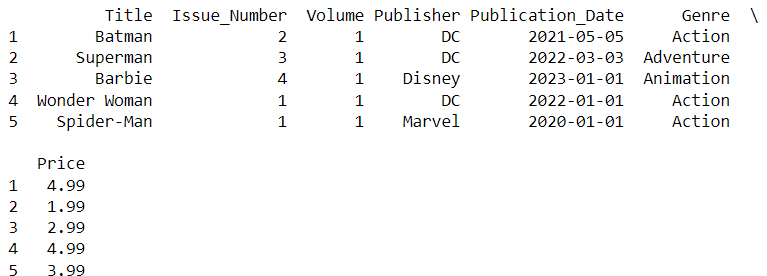 Title Issue_Number Volume Publisher Publication_Date Genre \
1 Batman 2 1 DC 2021-05-05 Action
2 Superman 3 1 DC 2022-03-03 Adventure
3 Barbie 4 1 Disney 2023-01-01 Animation
4 Wonder Woman 1 1 DC 2022-01-01 Action
5 Spider-Man 1 1 Marvel 2020-01-01 Action
Price
1 4.99
2 1.99
3 2.99
4 4.99
5 3.99